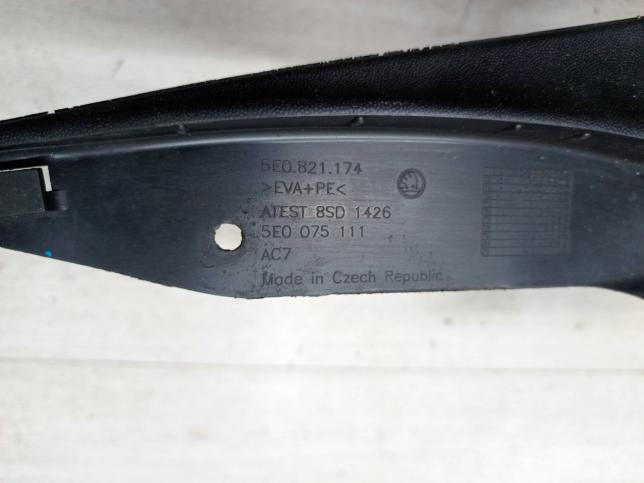 5E0.821.174
>EVA+PE<
ATEST 8SD 1426
5E0 075 111
AC7
Made in Czech Republic